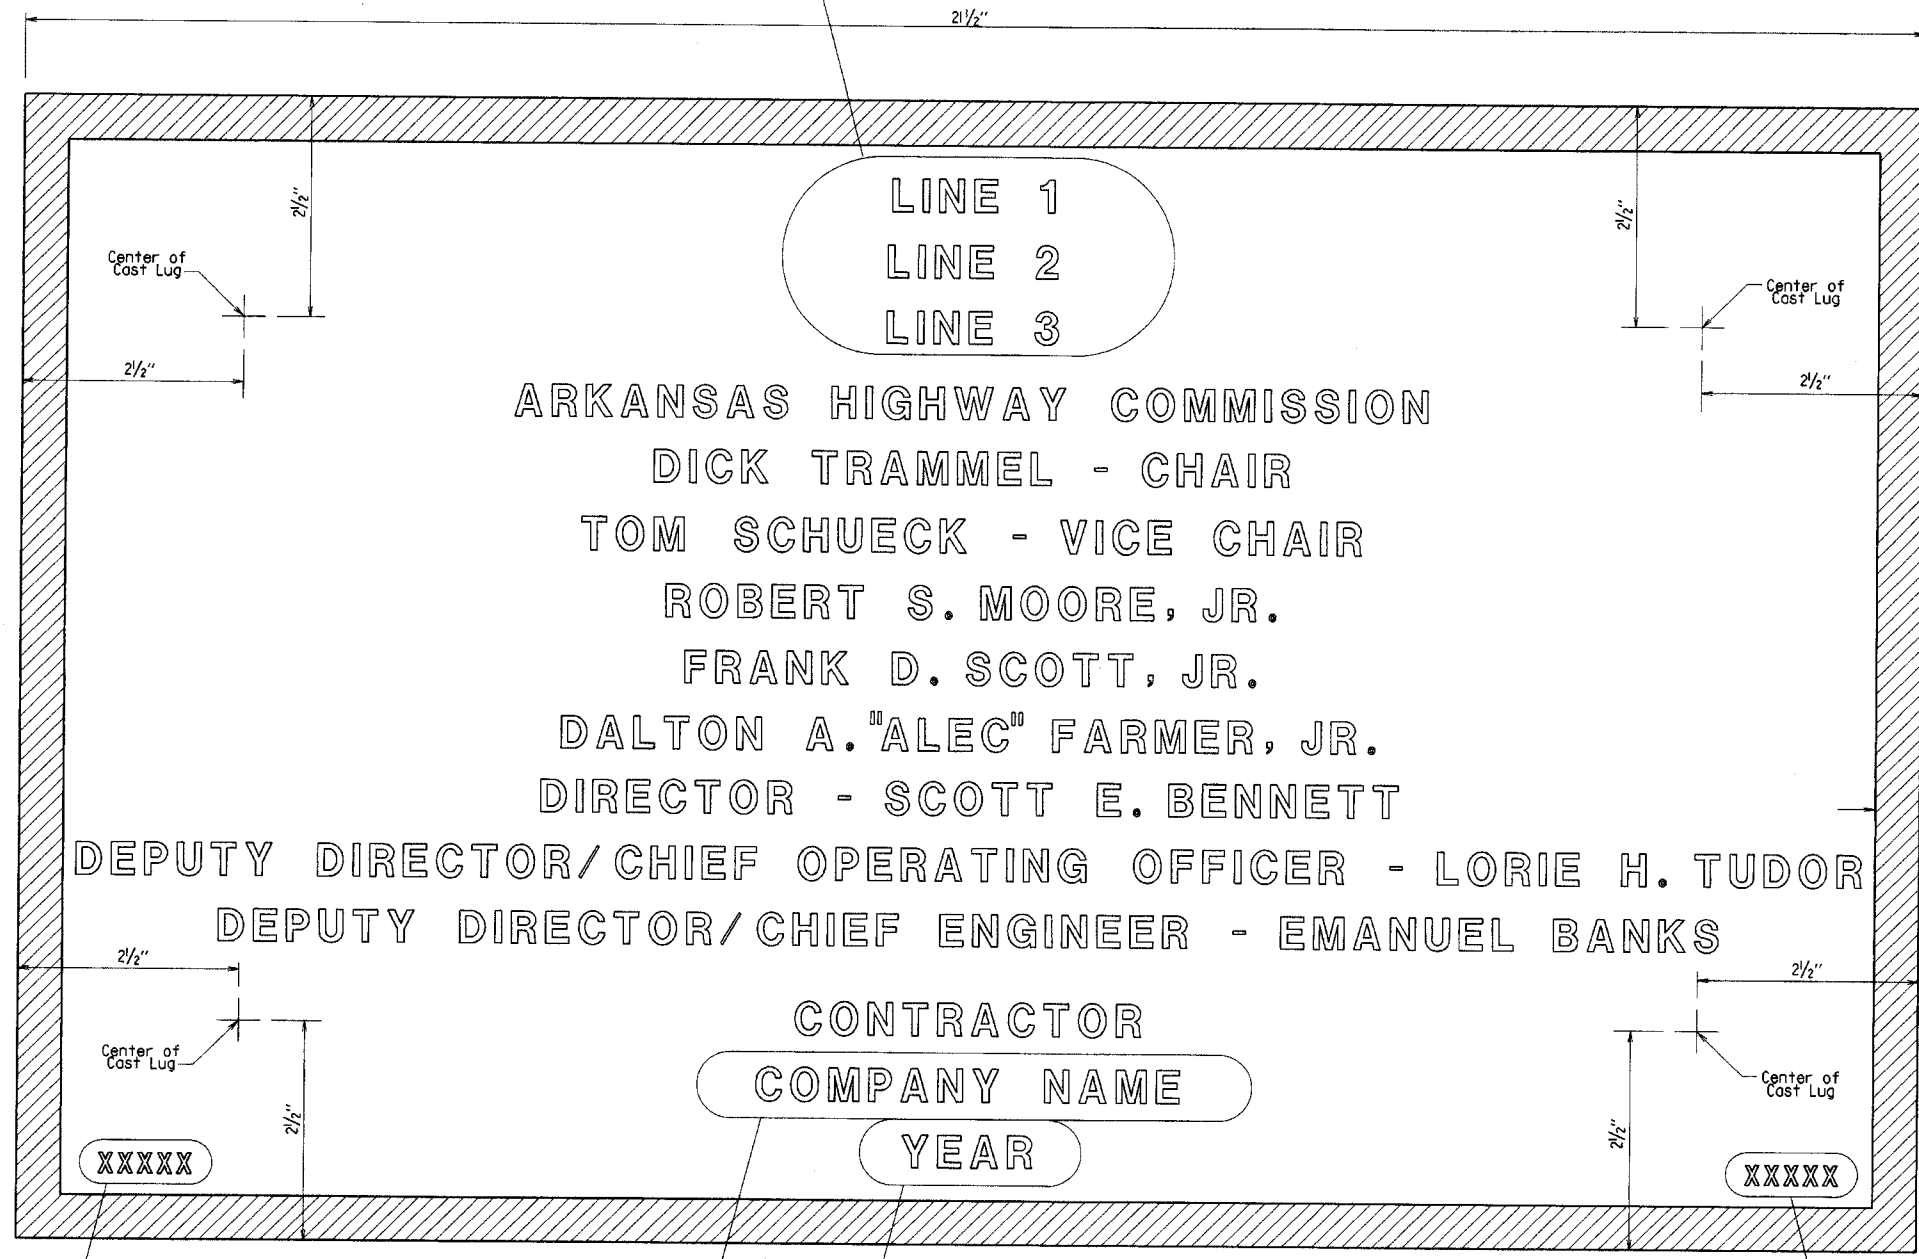 21½"
LINE 1
LINE 2
LINE 3
2½"
2½"
Center of
Cast Lug
Center of
Cast Lug
2½"
2½"
ARKANSAS HIGHWAY COMMISSION
DICK TRAMMEL - CHAIR
TOM SCHUECK - VICE CHAIR
ROBERT S. MOORE, JR.
FRANK D. SCOTT, JR.
DALTON A. "ALEC" FARMER, JR.
DIRECTOR - SCOTT E. BENNETT
DEPUTY DIRECTOR/CHIEF OPERATING OFFICER - LORIE H. TUDOR
DEPUTY DIRECTOR/CHIEF ENGINEER - EMANUEL BANKS
2½"
2½"
CONTRACTOR
Center of
Cast Lug
COMPANY NAME
Center of
Cast Lug
2½"
2½"
YEAR
XXXXX
XXXXX